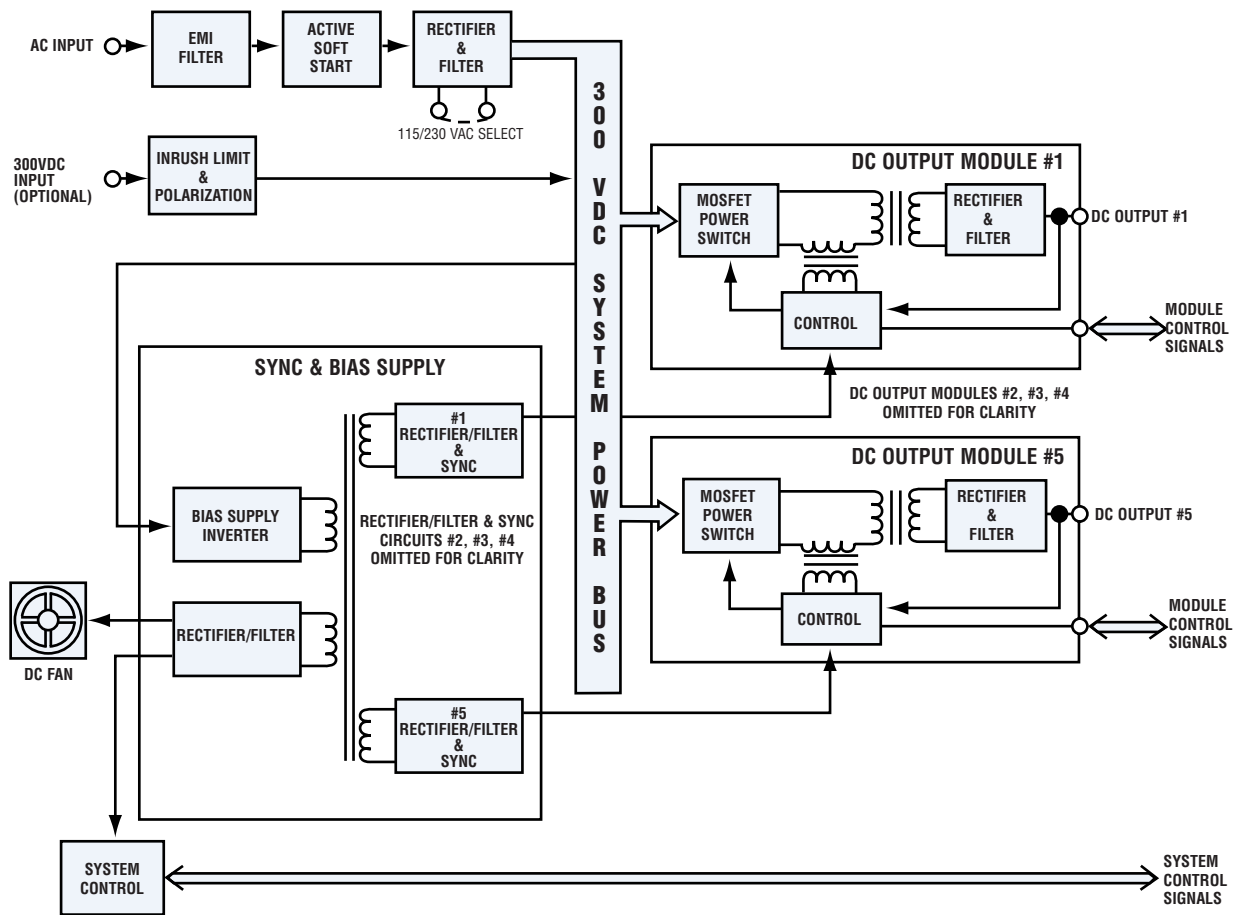 AC INPUT
EMI
FILTER
ACTIVE
SOFT
START
RECTIFIER
&
FILTER
115/230 VAC SELECT
300VDC
INPUT
(OPTIONAL)
INRUSH LIMIT
&
POLARIZATION
300 VDC SYSTEM POWER BUS
DC OUTPUT MODULE #1
MOSFET
POWER
SWITCH
RECTIFIER
&
FILTER
DC OUTPUT #1
CONTROL
MODULE
CONTROL
SIGNALS
DC OUTPUT MODULES #2, #3, #4
OMITTED FOR CLARITY
SYNC & BIAS SUPPLY
#1
RECTIFIER/FILTER
&
SYNC
BIAS SUPPLY
INVERTER
RECTIFIER/FILTER & SYNC
CIRCUITS #2, #3, #4
OMITTED FOR CLARITY
RECTIFIER/FILTER
DC FAN
#5
RECTIFIER/FILTER
&
SYNC
DC OUTPUT MODULE #5
MOSFET
POWER
SWITCH
RECTIFIER
&
FILTER
DC OUTPUT #5
CONTROL
MODULE
CONTROL
SIGNALS
SYSTEM
CONTROL
SYSTEM
CONTROL
SIGNALS